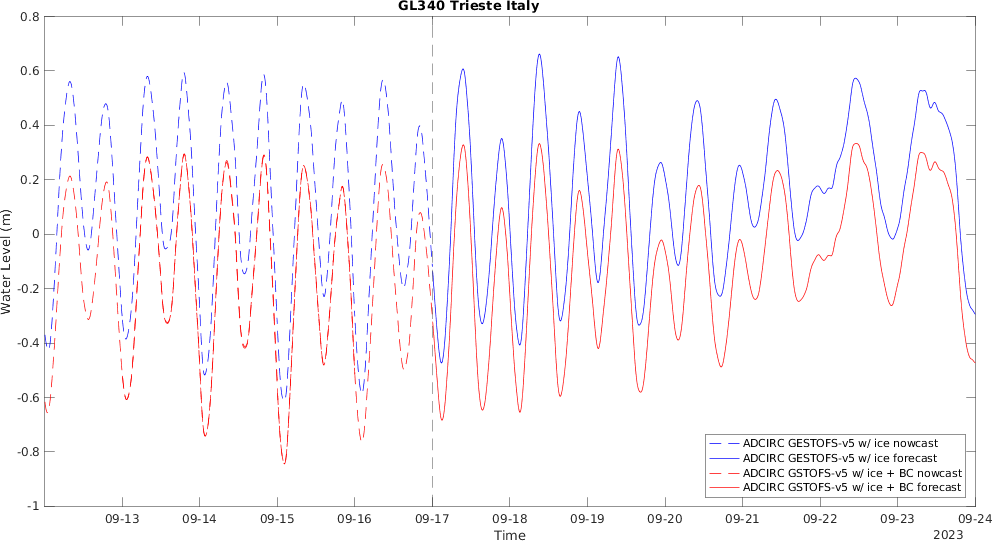 GL340 Trieste Italy
0.8
0.6
0.4
0.2
0
-0.2
-0.4
-0.6
-0.8
-1
Water Level (m)
09-13 09-14 09-15 09-16 09-17 09-18 09-19 09-20 09-21 09-22 09-23 09-24
Time
2023
ADCIRC GESTOFS-v5 w/ ice nowcast
ADCIRC GESTOFS-v5 w/ ice forecast
ADCIRC GSTOFS-v5 w/ ice + BC nowcast
ADCIRC GSTOFS-v5 w/ ice + BC forecast